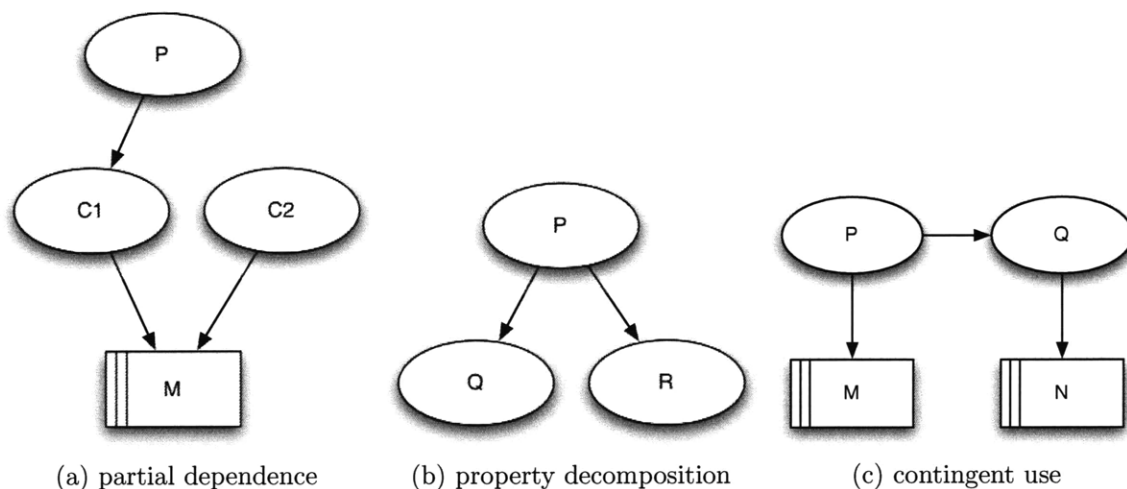 P
C1
C2
M
(a) partial dependence
P
Q
R
(b) property decomposition
P
Q
M
N
(c) contingent use